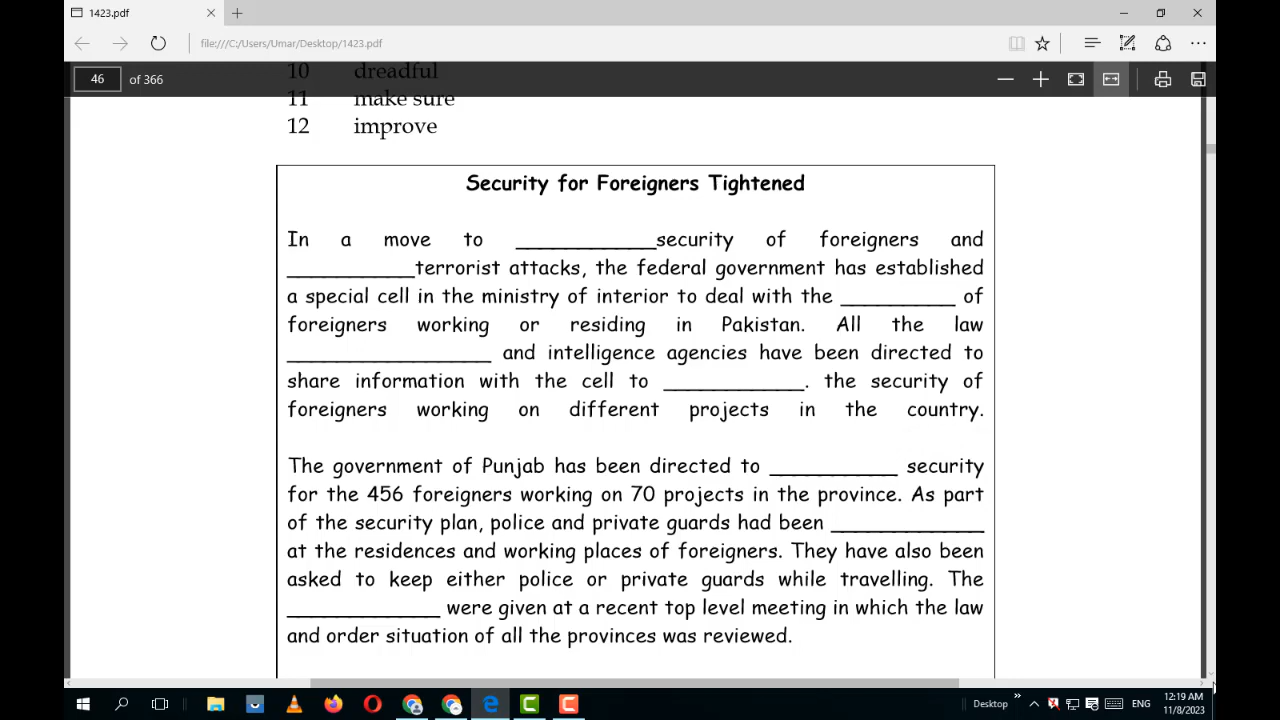 1423.pdf
file:///C:/Users/Umar/Desktop/1423.pdf
46 of 366
10 dreadful
11 make sure
12 improve
Security for Foreigners Tightened
In a move to ___________security of foreigners and
__________terrorist attacks, the federal government has established
a special cell in the ministry of interior to deal with the _________ of
foreigners working or residing in Pakistan. All the law
________________ and intelligence agencies have been directed to
share information with the cell to ___________. the security of
foreigners working on different projects in the country.
The government of Punjab has been directed to __________ security
for the 456 foreigners working on 70 projects in the province. As part
of the security plan, police and private guards had been ____________
at the residences and working places of foreigners. They have also been
asked to keep either police or private guards while travelling. The
____________ were given at a recent top level meeting in which the law
and order situation of all the provinces was reviewed.
Desktop
ENG
12:19 AM
11/8/2023